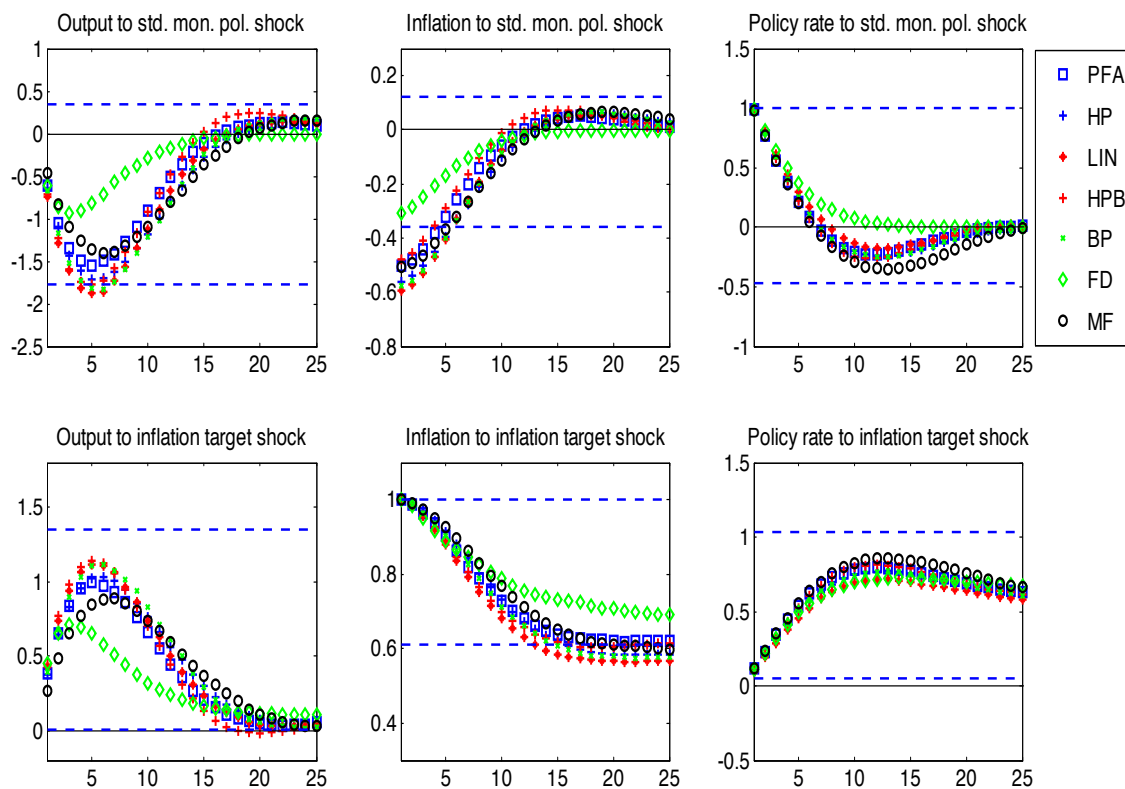 Output to std. mon. pol. shock
1
0.5
0
-0.5
-1
-1.5
-2
-2.5
5 10 15 20 25
Inflation to std. mon. pol. shock
0.2
0
-0.2
-0.4
-0.6
-0.8
5 10 15 20 25
Policy rate to std. mon. pol. shock
1.5
1
0.5
0
-0.5
-1
5 10 15 20 25
PFA
HP
LIN
HPB
BP
FD
MF
Output to inflation target shock
1.5
1
0.5
0
5 10 15 20 25
Inflation to inflation target shock
1
0.8
0.6
0.4
5 10 15 20 25
Policy rate to inflation target shock
1.5
1
0.5
0
-0.5
5 10 15 20 25